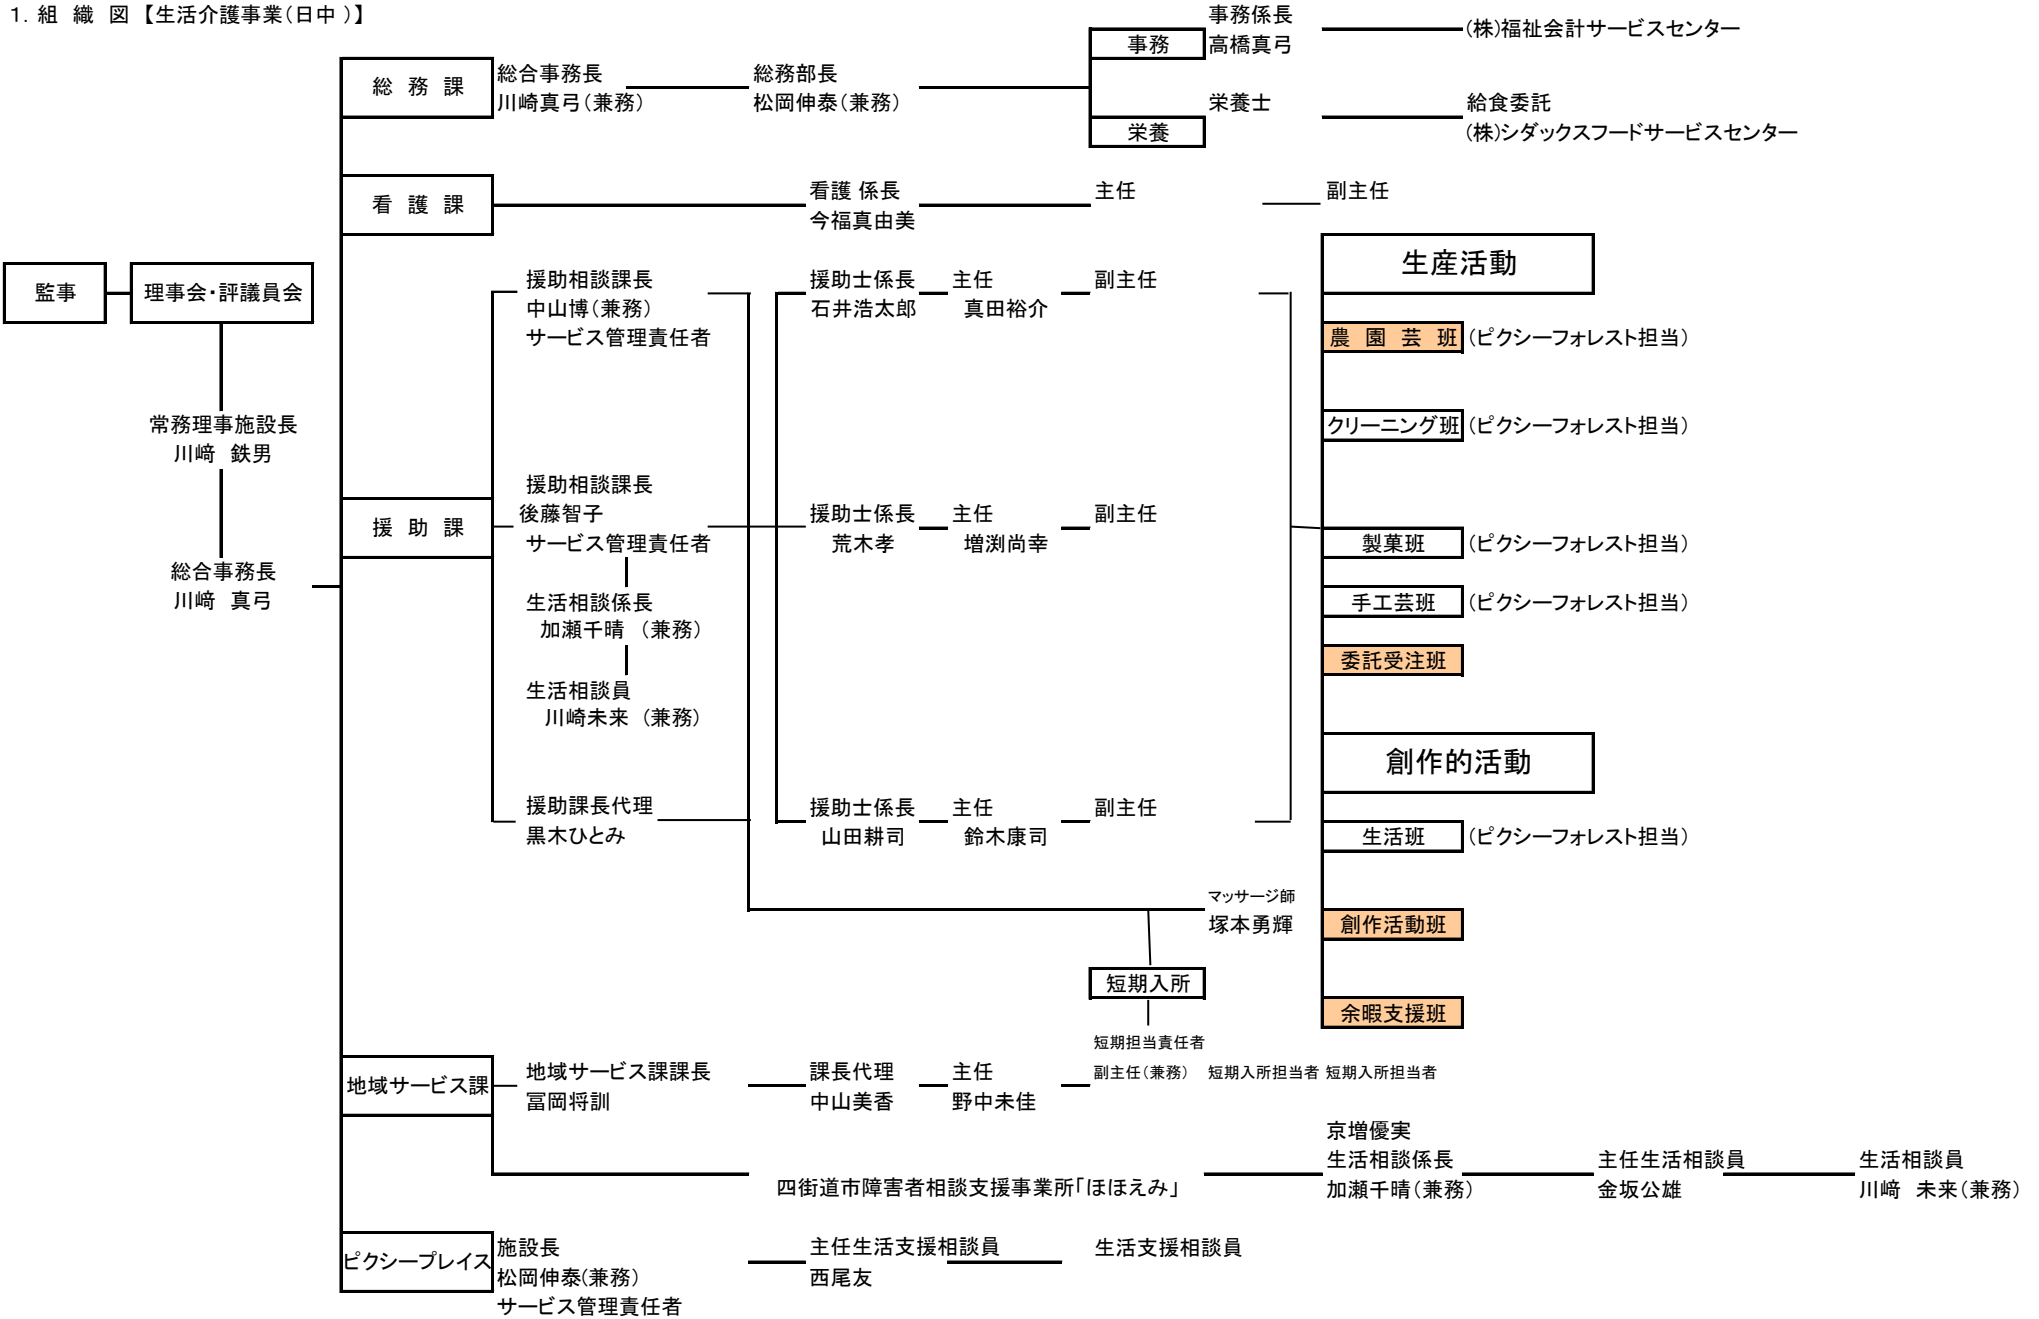 1. 組 織 図 【生活介護事業(日中 )】
総 務 課
総合事務長
川崎真弓(兼務)
総務部長
松岡伸泰(兼務)
事務
事務係長
高橋真弓
(株)福祉会計サービスセンター
栄養
栄養士
給食委託
(株)シダックスフードサービスセンター
看 護 課
看護 係長
今福真由美
主任
副主任
監事
理事会・評議員会
常務理事施設長
川﨑 鉄男
総合事務長
川﨑 真弓
援 助 課
援助相談課長
中山博(兼務)
サービス管理責任者
援助士係長
石井浩太郎
主任
真田裕介
副主任
援助相談課長
後藤智子
サービス管理責任者
生活相談係長
加瀬千晴 (兼務)
生活相談員
川崎未来 (兼務)
援助士係長
荒木孝
主任
増渕尚幸
副主任
援助課長代理
黒木ひとみ
援助士係長
山田耕司
主任
鈴木康司
副主任
マッサージ師
塚本勇輝
生産活動
農 園 芸 班
(ピクシーフォレスト担当)
クリーニング班
(ピクシーフォレスト担当)
製菓班
(ピクシーフォレスト担当)
手工芸班
(ピクシーフォレスト担当)
委託受注班
創作的活動
生活班
(ピクシーフォレスト担当)
創作活動班
余暇支援班
短期入所
短期担当責任者
副主任(兼務) 短期入所担当者 短期入所担当者
地域サービス課
地域サービス課課長
冨岡将訓
課長代理
中山美香
主任
野中未佳
四街道市障害者相談支援事業所「ほほえみ」
京増優実
生活相談係長
加瀬千晴(兼務)
主任生活相談員
金坂公雄
生活相談員
川﨑 未来(兼務)
ピクシープレイス
施設長
松岡伸泰(兼務)
サービス管理責任者
主任生活支援相談員
西尾友
生活支援相談員